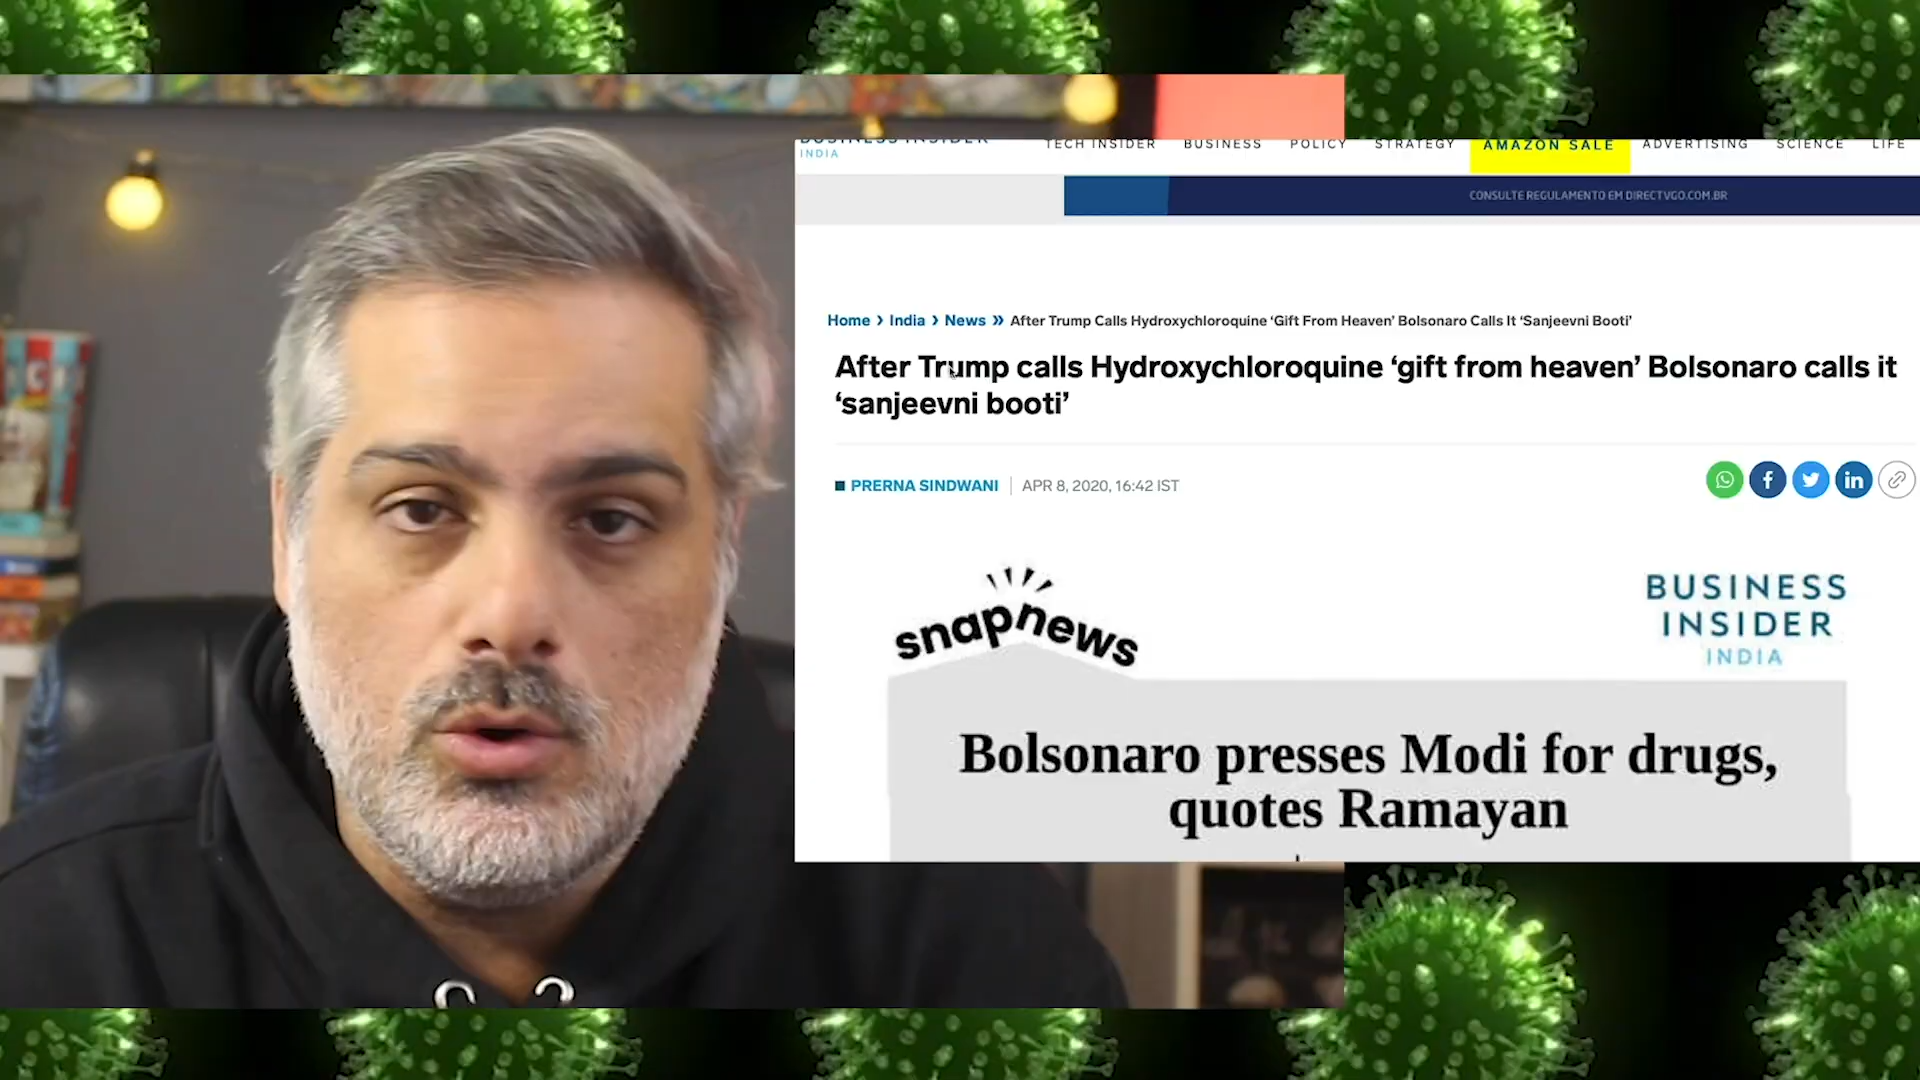 BUSINESS INSIDER
INDIA
TECH INSIDER BUSINESS POLICY STRATEGY AMAZON SALE ADVERTISING SCIENCE LIFE
CONSULTE REGULAMENTO EM DIRECTVGO.COM.BR
Home › India › News » After Trump Calls Hydroxychloroquine ‘Gift From Heaven’ Bolsonaro Calls It ‘Sanjeevni Booti’
After Trump calls Hydroxychloroquine ‘gift from heaven’ Bolsonaro calls it
‘sanjeevni booti’
PRERNA SINDWANI | APR 8, 2020, 16:42 IST
snapnews
BUSINESS
INSIDER
INDIA
Bolsonaro presses Modi for drugs,
quotes Ramayan